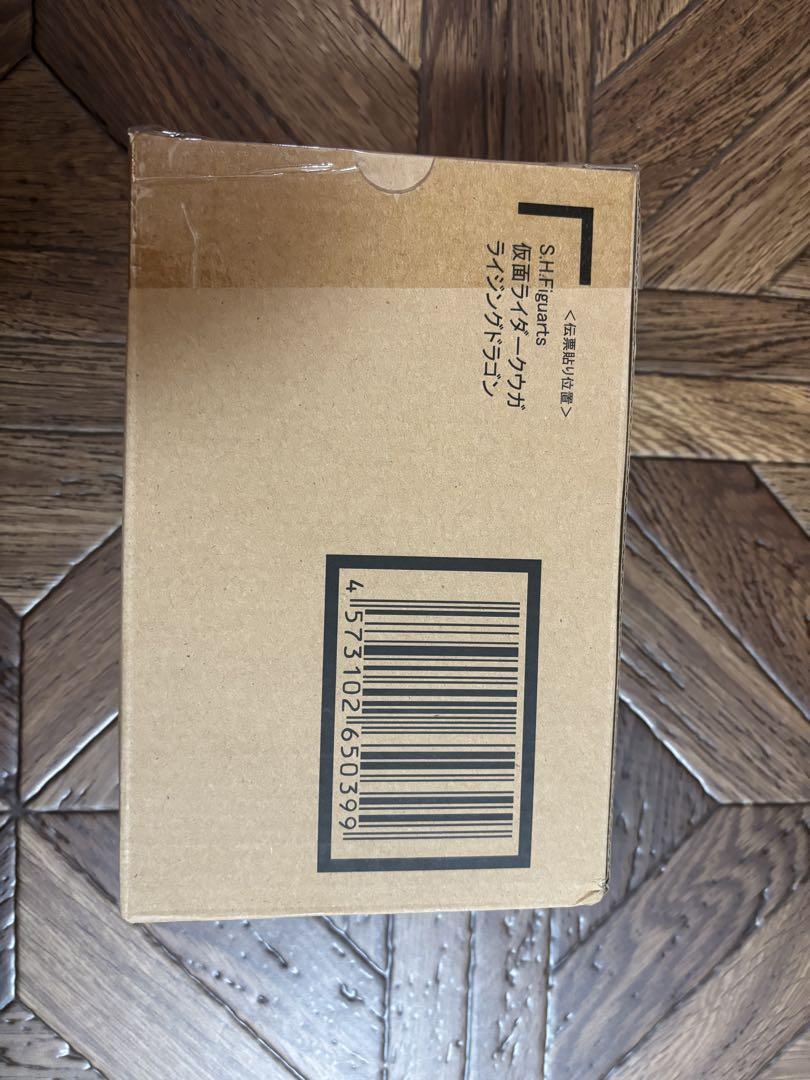 <伝票貼り位置>
S.H.Figuarts
仮面ライダークウガ
ライジングドラゴン
4 573102 650399